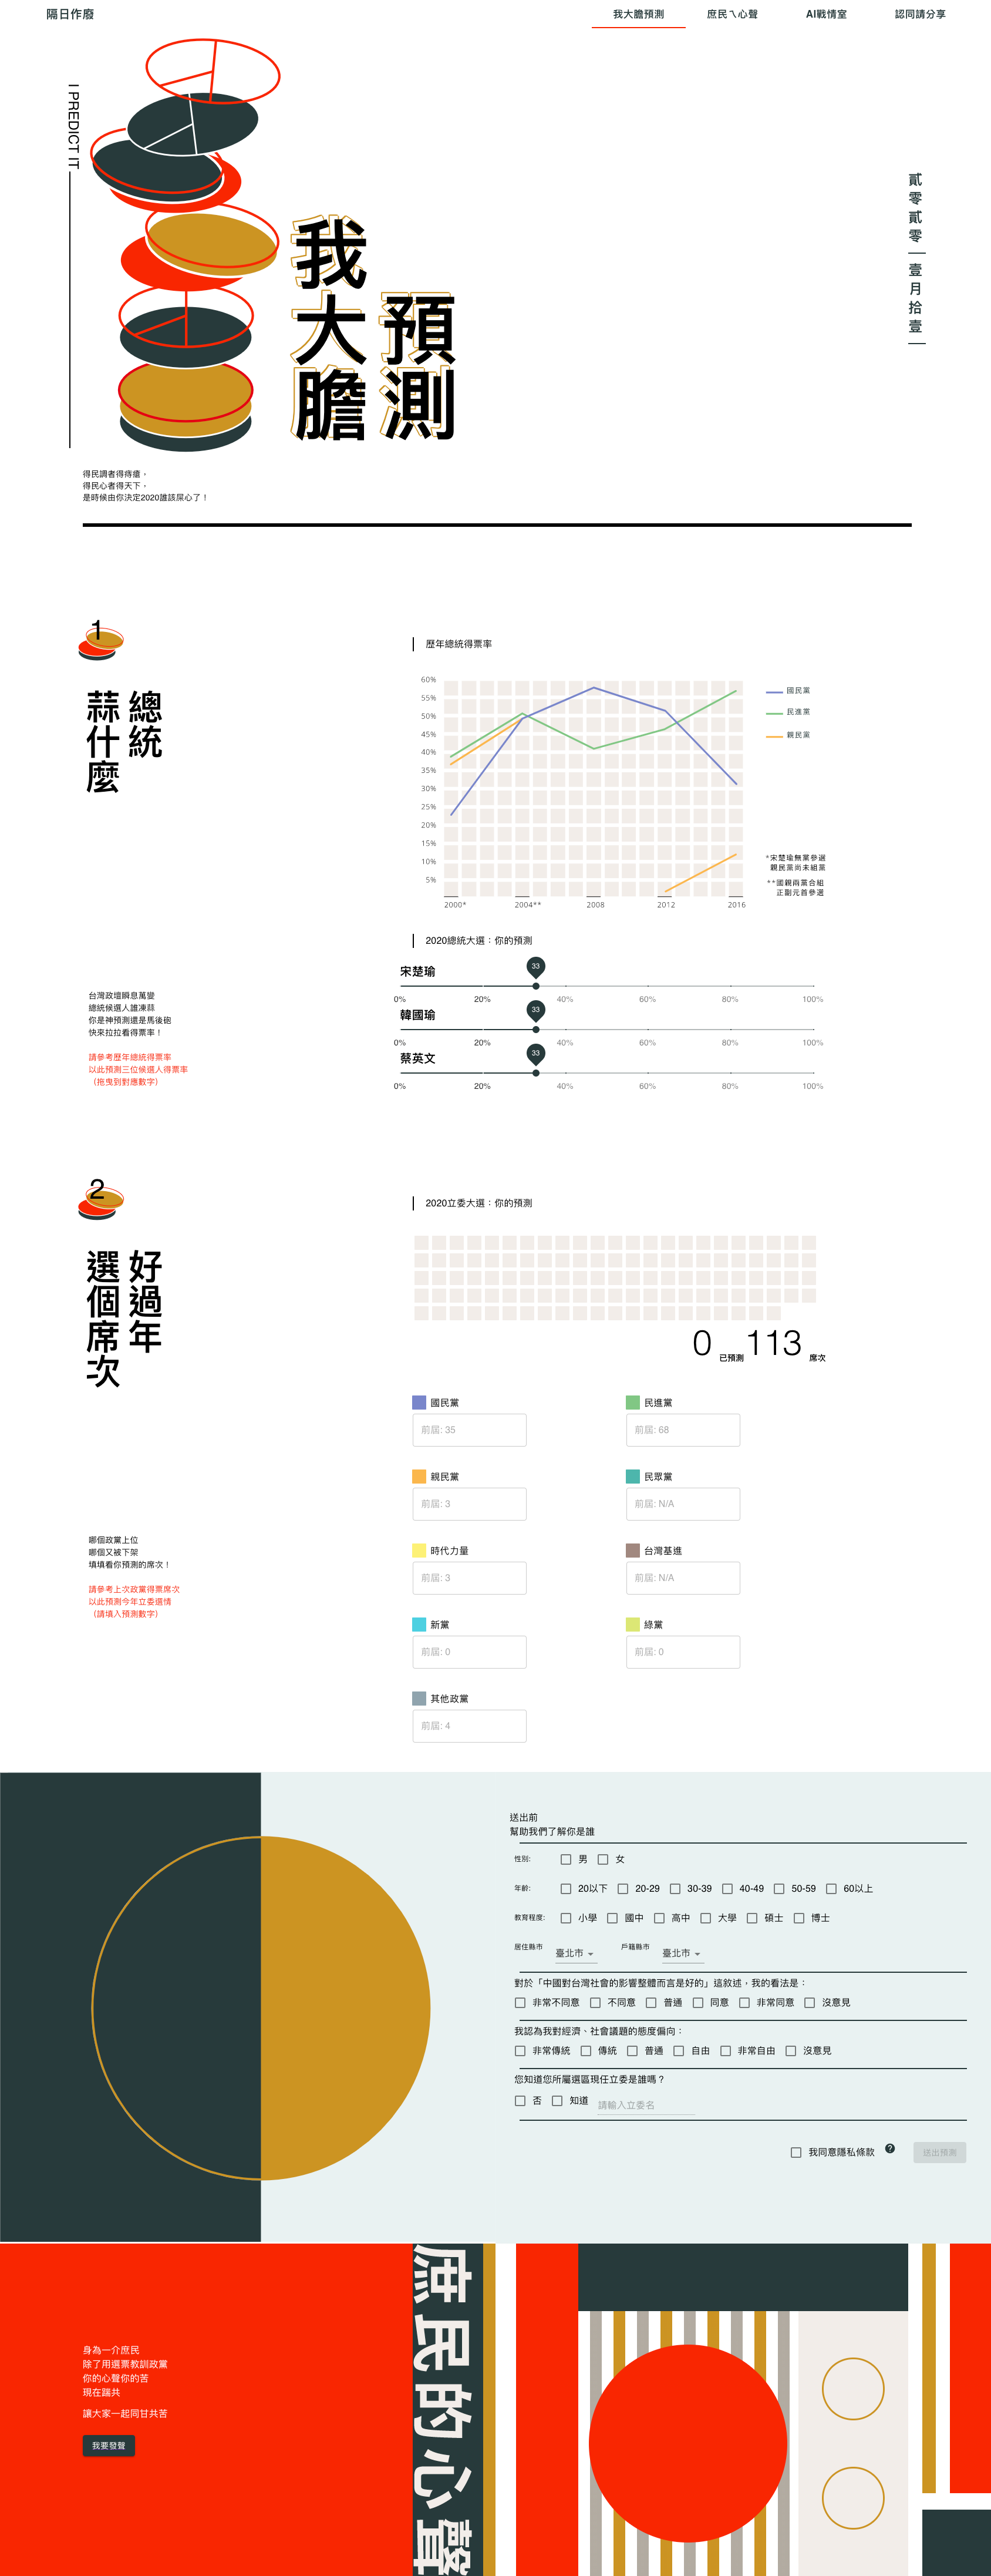 隔日作廢
我大膽預測
庶民ㄟ心聲
AI戰情室
認同請分享
I PREDICT IT
我大膽
預測
貳零貳零
壹月拾壹
得民調者得痔瘡，
得民心者得天下，
是時候由你決定2020誰該屎心了！
1
總統
蒜什麼
歷年總統得票率
60%
55%
50%
45%
40%
35%
30%
25%
20%
15%
10%
5%
2000*
2004**
2008
2012
2016
國民黨
民進黨
親民黨
*宋楚瑜無黨參選
親民黨尚未組黨
**國親兩黨合組
正副元首參選
2020總統大選：你的預測
宋楚瑜
33
0% 20% 40% 60% 80% 100%
韓國瑜
33
0% 20% 40% 60% 80% 100%
蔡英文
33
0% 20% 40% 60% 80% 100%
台灣政壇瞬息萬變
總統候選人誰凍蒜
你是神預測還是馬後砲
快來拉拉看得票率！
請參考歷年總統得票率
以此預測三位候選人得票率
（拖曳到對應數字）
2
好過年
選個席次
2020立委大選：你的預測
0 已預測 113 席次
國民黨
前屆: 35
民進黨
前屆: 68
親民黨
前屆: 3
民眾黨
前屆: N/A
時代力量
前屆: 3
台灣基進
前屆: N/A
新黨
前屆: 0
綠黨
前屆: 0
其他政黨
前屆: 4
哪個政黨上位
哪個又被下架
填填看你預測的席次！
請參考上次政黨得票席次
以此預測今年立委選情
（請填入預測數字）
送出前
幫助我們了解你是誰
性別: 男 女
年齡: 20以下 20-29 30-39 40-49 50-59 60以上
教育程度: 小學 國中 高中 大學 碩士 博士
居住縣市 臺北市 戶籍縣市 臺北市
對於「中國對台灣社會的影響整體而言是好的」這敘述，我的看法是：
非常不同意 不同意 普通 同意 非常同意 沒意見
我認為我對經濟、社會議題的態度偏向：
非常傳統 傳統 普通 自由 非常自由 沒意見
您知道您所屬選區現任立委是誰嗎？
否 知道 請輸入立委名
我同意隱私條款 ? 送出預測
身為一介庶民
除了用選票教訓政黨
你的心聲你的苦
現在踹共
讓大家一起同甘共苦
我要發聲
庶民的心聲